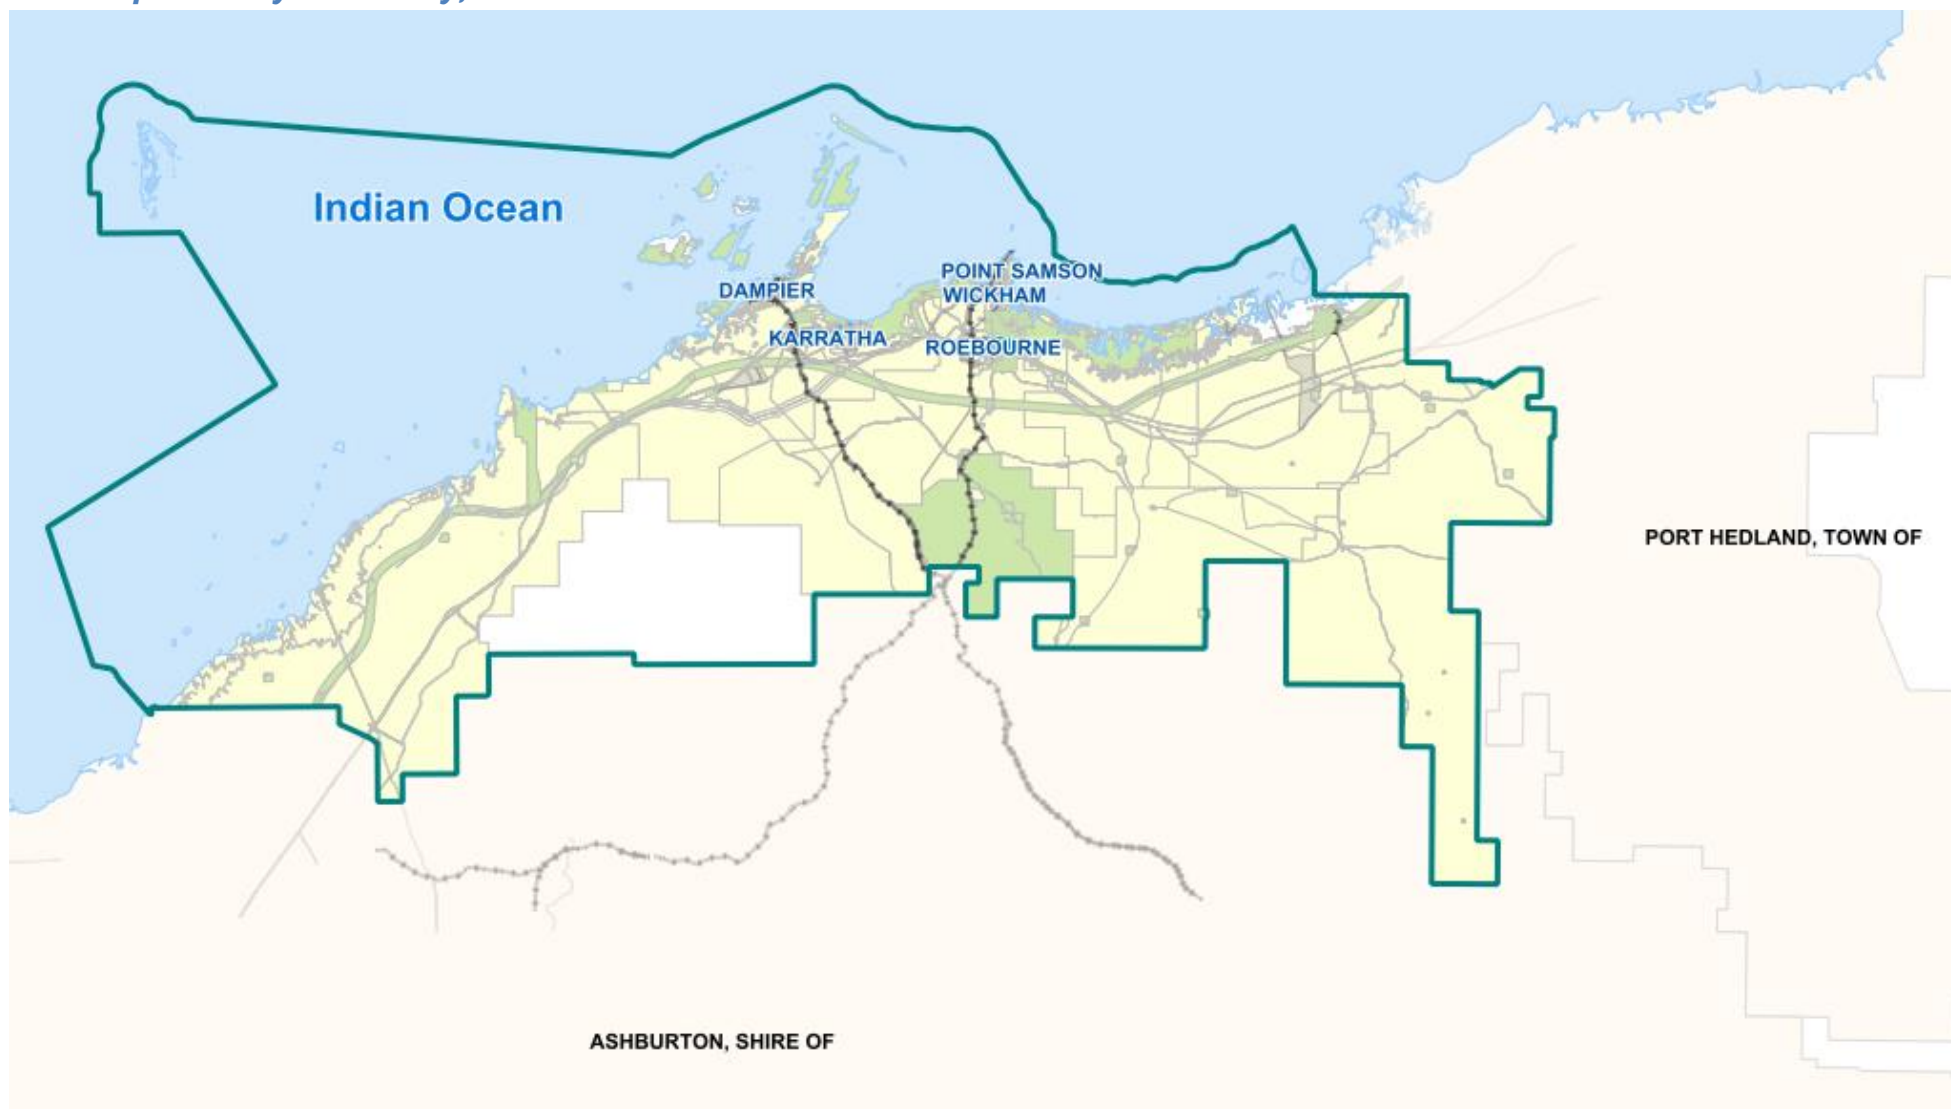 Indian Ocean
POINT SAMSON
DAMPIER
WICKHAM
KARRATHA
ROEBOURNE
PORT HEDLAND, TOWN OF
ASHBURTON, SHIRE OF